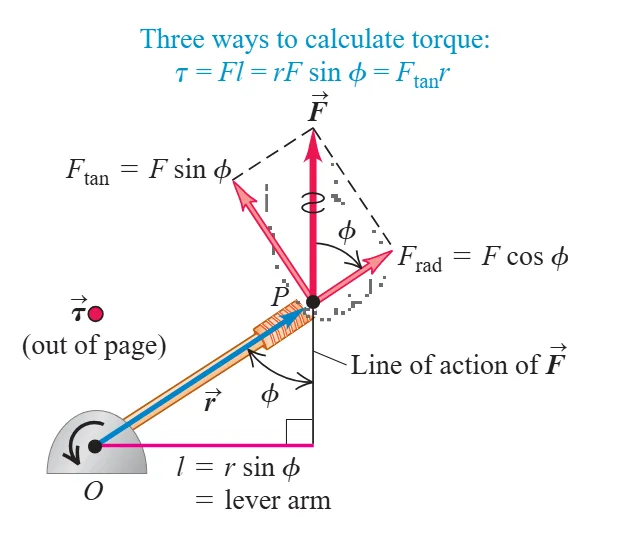 Three ways to calculate torque:
τ = Fl = rF sin ϕ = F_tan r
F⃗
F_tan = F sin ϕ
ϕ
F_rad = F cos ϕ
P
τ⃗
(out of page)
Line of action of F⃗
r⃗
ϕ
l = r sin ϕ
= lever arm
O